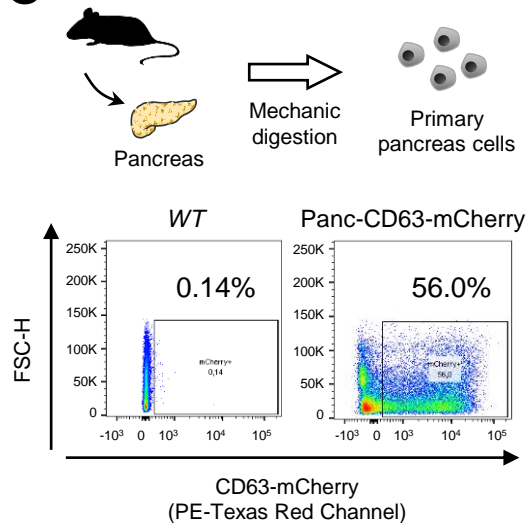 Pancreas
Mechanic
digestion
Primary
pancreas cells
WT
Panc-CD63-mCherry
FSC-H
250K
200K
150K
100K
50K
0
0.14%
mCherry+
0,14
-10³ 0 10³ 10⁴ 10⁵
250K
200K
150K
100K
50K
0
56.0%
mCherry+
56,0
-10³ 0 10³ 10⁴ 10⁵
CD63-mCherry
(PE-Texas Red Channel)